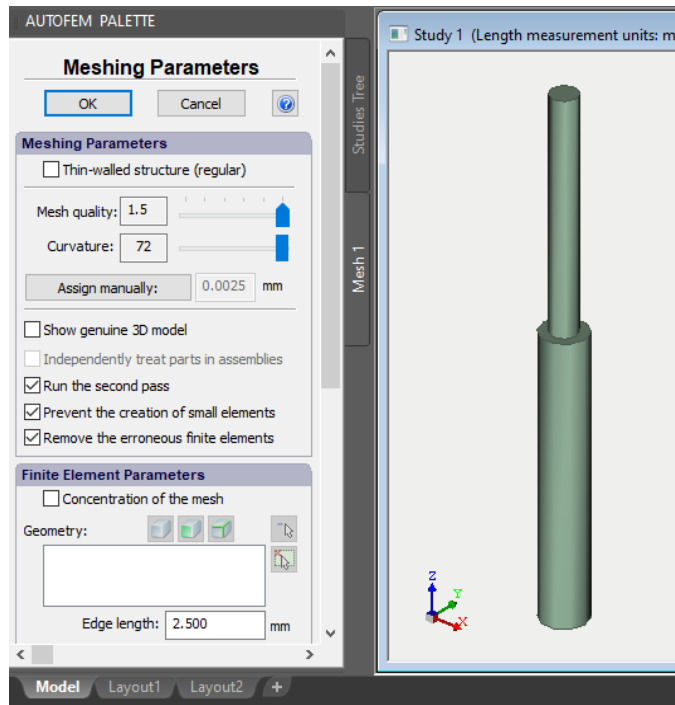 AUTOFEM PALETTE
Meshing Parameters
OK
Cancel
Meshing Parameters
Thin-walled structure (regular)
Mesh quality: 1.5
Curvature: 72
Assign manually: 0.0025 mm
Show genuine 3D model
Independently treat parts in assemblies
Run the second pass
Prevent the creation of small elements
Remove the erroneous finite elements
Finite Element Parameters
Concentration of the mesh
Geometry:
Edge length: 2.500 mm
Model Layout1 Layout2 +
Studies Tree
Mesh 1
Study 1 (Length measurement units: m
Z
Y
X